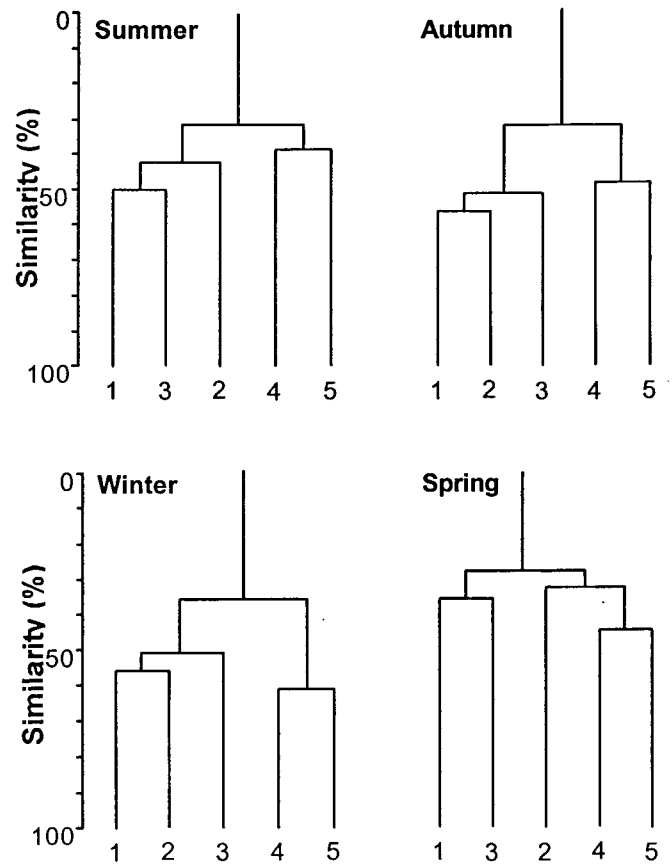 Summer
Autumn
Similarity (%)
0
50
100
1 3 2 4 5
1 2 3 4 5
Winter
Spring
Similarity (%)
0
50
100
1 2 3 4 5
1 3 2 4 5